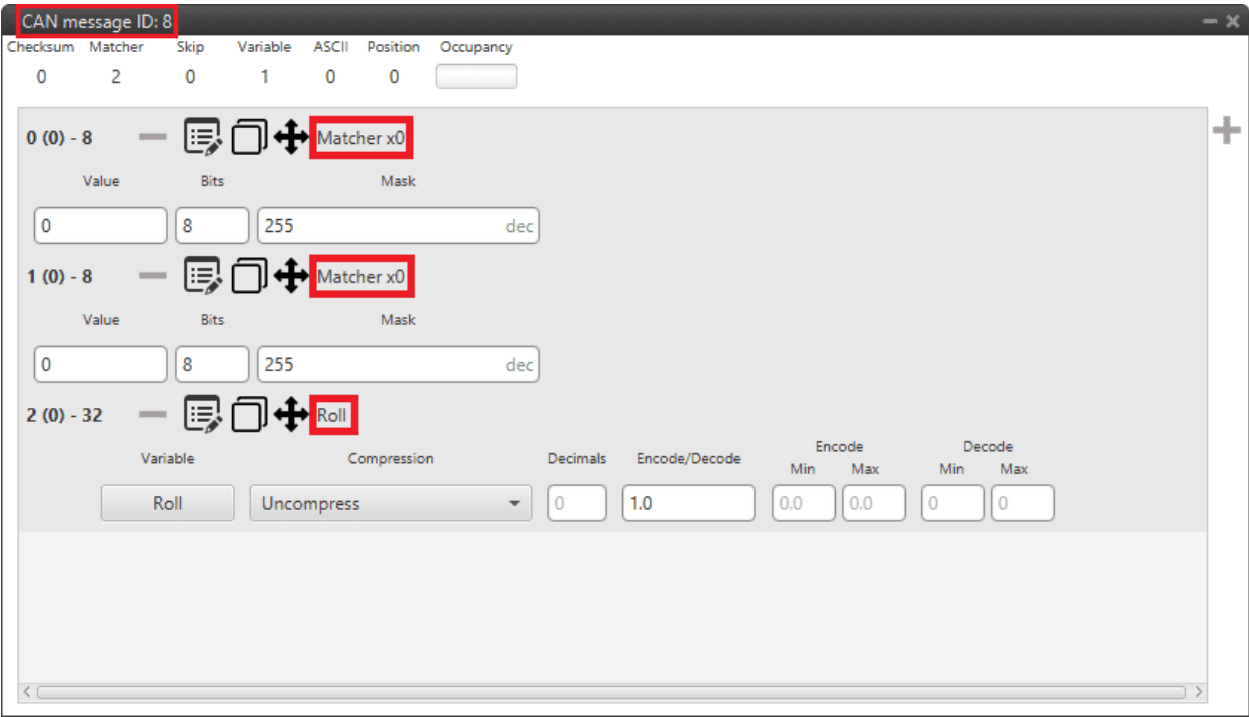 CAN message ID: 8
Checksum Matcher Skip Variable ASCII Position Occupancy
0 2 0 1 0 0
0 (0) - 8 Matcher x0
Value Bits Mask
0 8 255 dec
1 (0) - 8 Matcher x0
Value Bits Mask
0 8 255 dec
2 (0) - 32 Roll
Encode Decode
Variable Compression Decimals Encode/Decode Min Max Min Max
Roll Uncompress 0 1.0 0.0 0.0 0 0